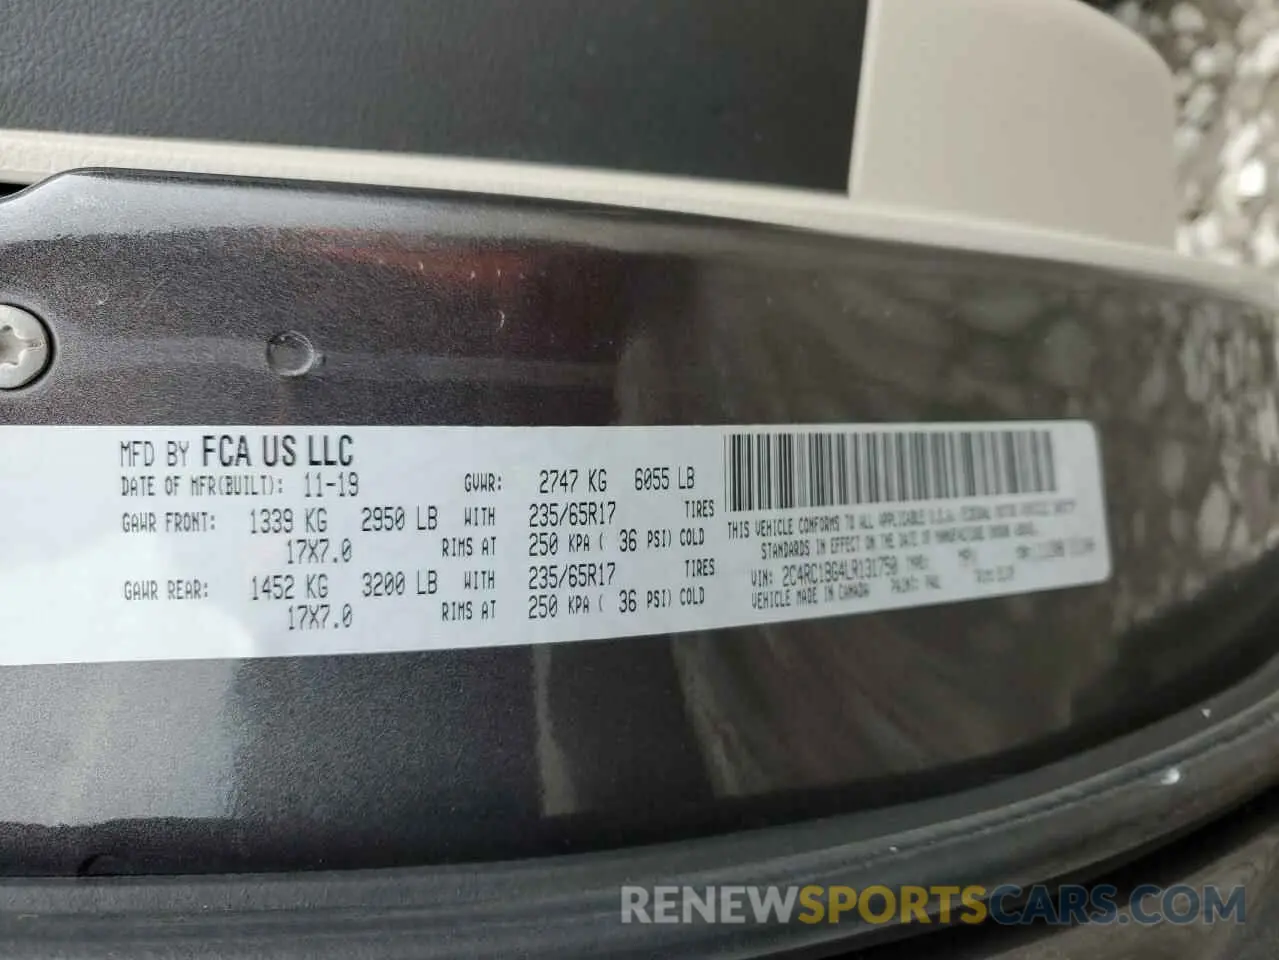 MFD BY FCA US LLC
DATE OF MFR(BUILT): 11-19 GVWR: 2747 KG 6055 LB
GAWR FRONT: 1339 KG 2950 LB WITH 235/65R17 TIRES
17X7.0 RIMS AT 250 KPA ( 36 PSI) COLD
GAWR REAR: 1452 KG 3200 LB WITH 235/65R17 TIRES
17X7.0 RIMS AT 250 KPA ( 36 PSI) COLD
THIS VEHICLE CONFORMS TO ALL APPLICABLE U.S.A. FEDERAL MOTOR VEHICLE SAFETY
STANDARDS IN EFFECT ON THE DATE OF MANUFACTURE SHOWN ABOVE.
VIN: 2C4RC1BG4LR131750 TYPE: MPV
VEHICLE MADE IN CANADA PAINT: PAU
RENEWSPORTSCARS.COM